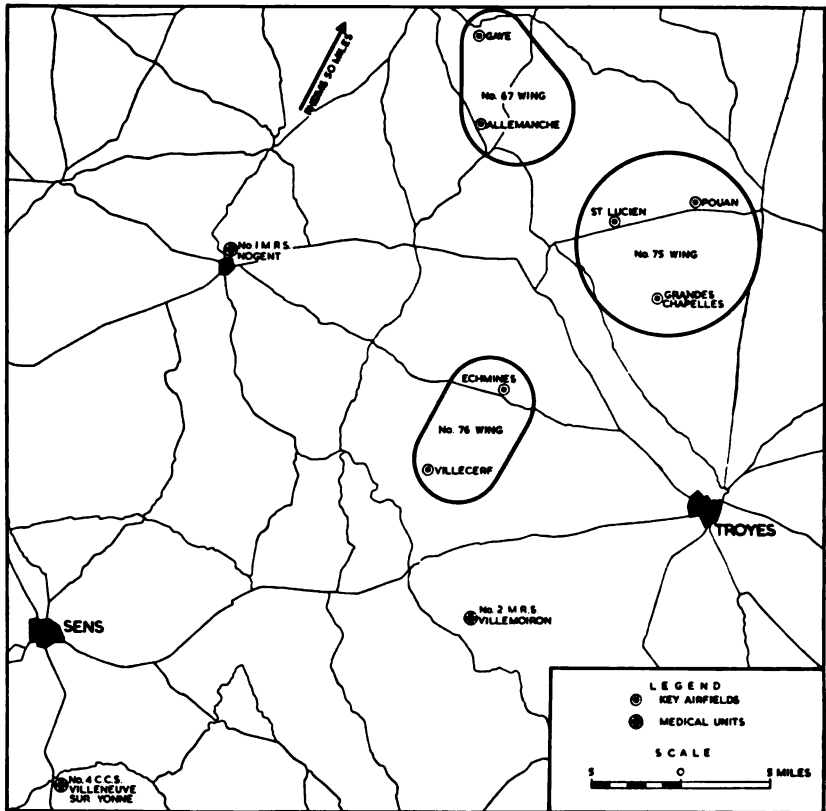 GAYE
RHEIMS 50 MILES
No. 67 WING
ALLEMANCHE
POUAN
ST LUCIEN
No. 1 M R S.
NOGENT
No. 75 WING
GRANDES
CHAPELLES
ECHMINES
No. 76 WING
VILLECERF
TROYES
No. 2 M R S.
VILLEMOIRON
SENS
No. 4 C C S.
VILLENEUVE
SUR YONNE
LEGEND
KEY AIRFIELDS
MEDICAL UNITS
SCALE
5 0 5 MILES